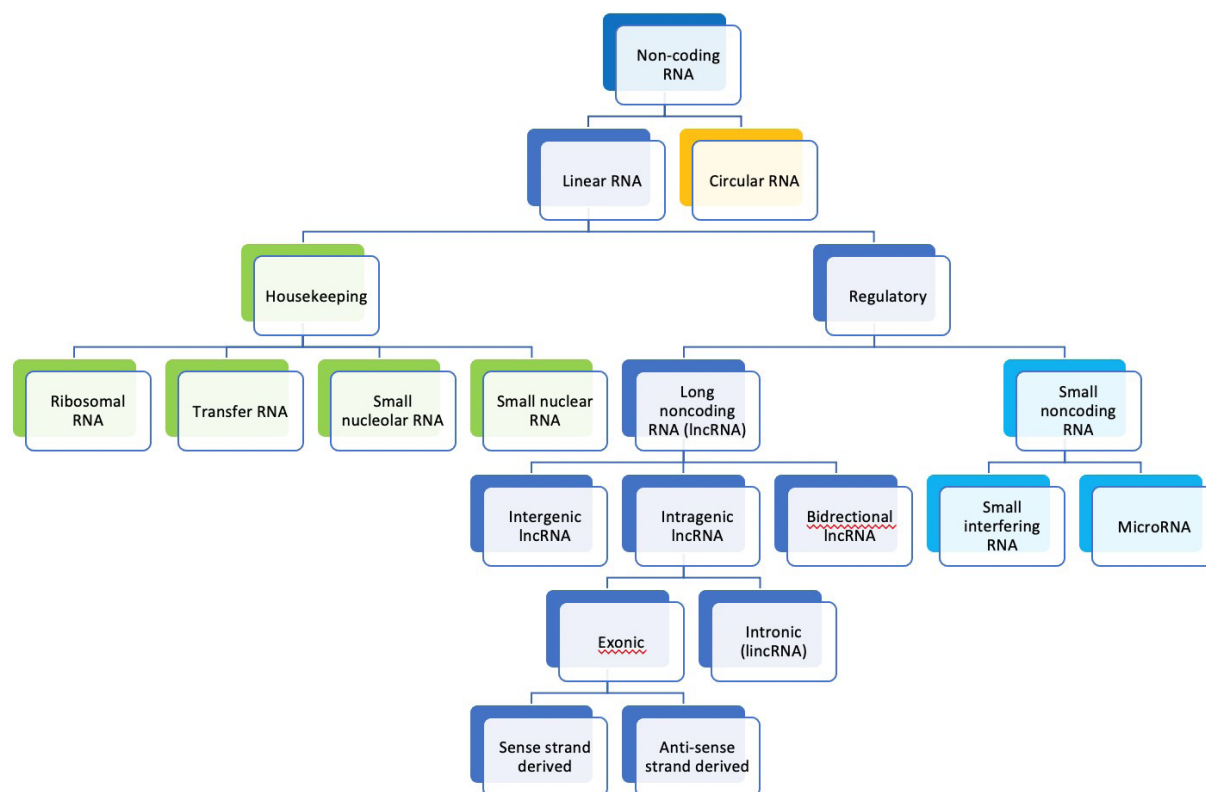 Non-coding
RNA
Linear RNA
Circular RNA
Housekeeping
Regulatory
Ribosomal
RNA
Transfer RNA
Small
nucleolar RNA
Small nuclear
RNA
Long
noncoding
RNA (lncRNA)
Small
noncoding
RNA
Intergenic
lncRNA
Intragenic
lncRNA
Bidrectional
lncRNA
Small
interfering
RNA
MicroRNA
Exonic
Intronic
(lincRNA)
Sense strand
derived
Anti-sense
strand derived